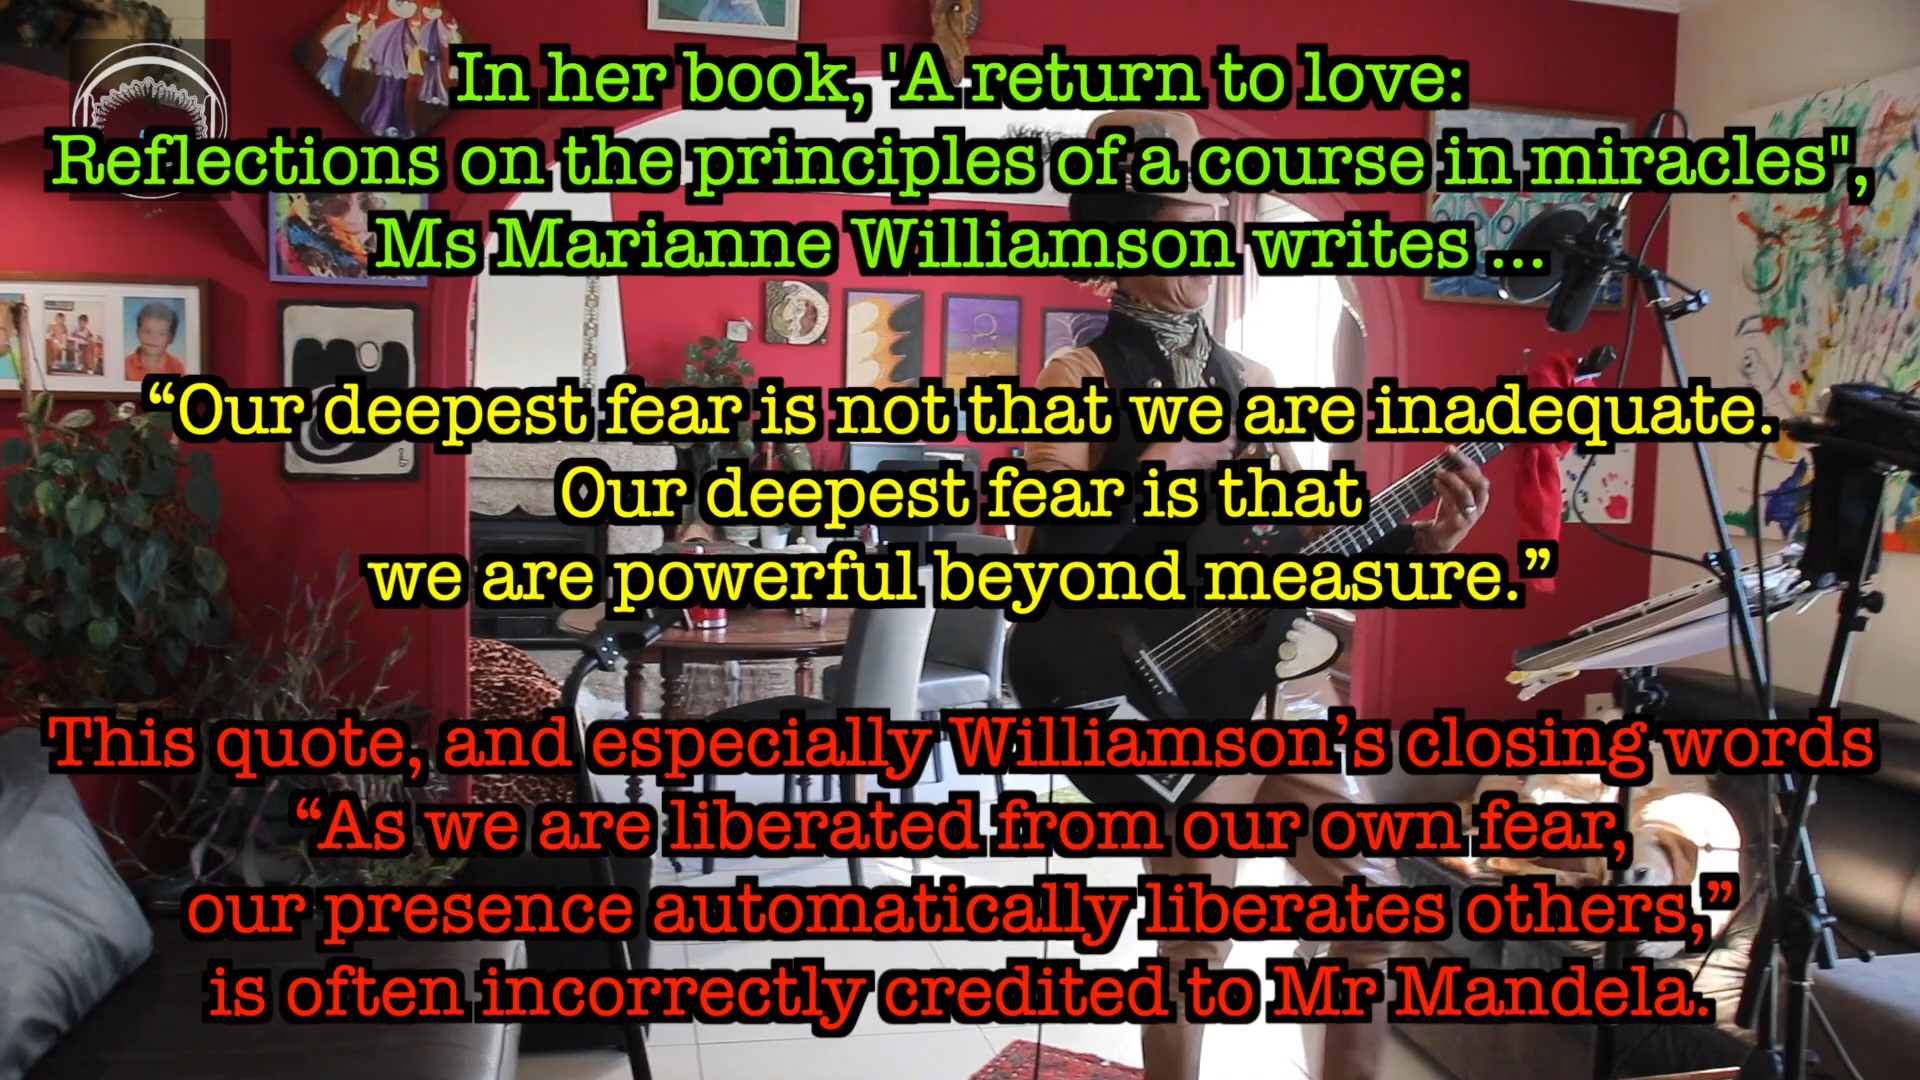 In her book, 'A return to love:
Reflections on the principles of a course in miracles",
Ms Marianne Williamson writes ...
“Our deepest fear is not that we are inadequate.
Our deepest fear is that
we are powerful beyond measure.”
This quote, and especially Williamson’s closing words
“As we are liberated from our own fear,
our presence automatically liberates others,”
is often incorrectly credited to Mr Mandela.